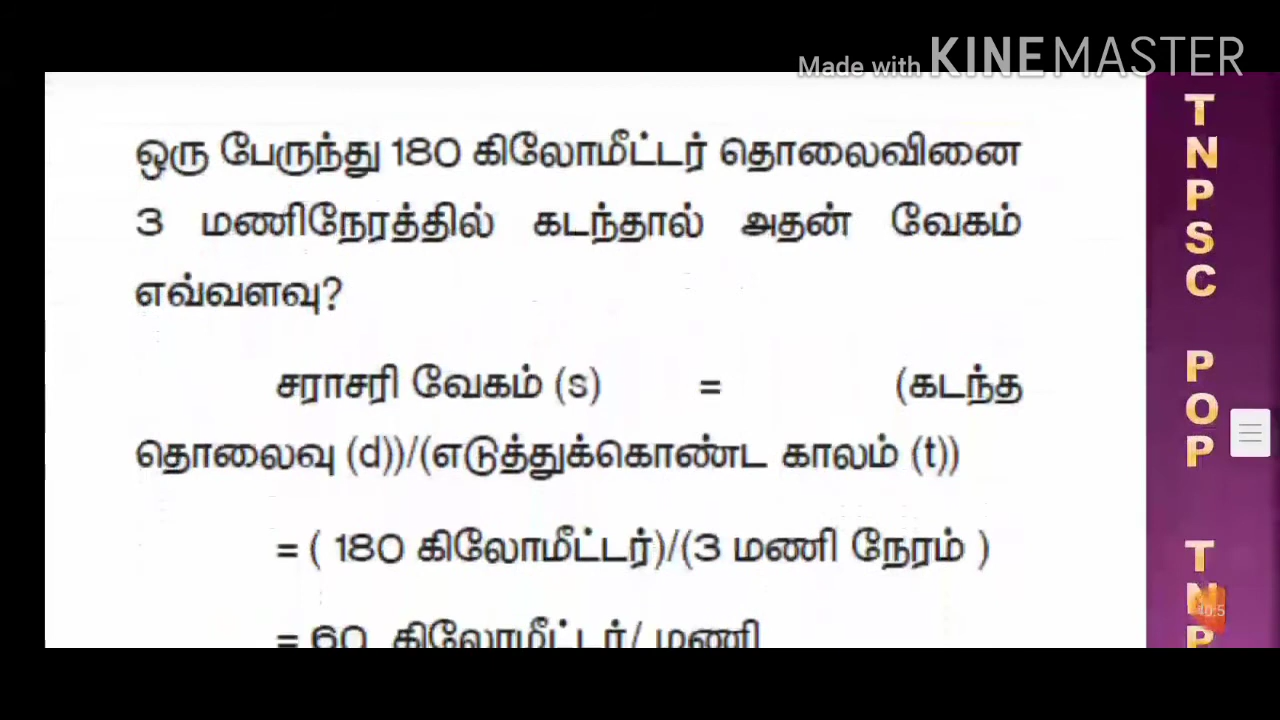 Made with KINEMASTER
ஒரு பேருந்து 180 கிலோமீட்டர் தொலைவினை
3 மணிநேரத்தில் கடந்தால் அதன் வேகம்
எவ்வளவு?
சராசரி வேகம் (s) = (கடந்த
தொலைவு (d))/(எடுத்துக்கொண்ட காலம் (t))
= ( 180 கிலோமீட்டர்)/(3 மணி நேரம் )
= 60 கிலோமீட்டர்/ மணி
TNPSC POP TNP